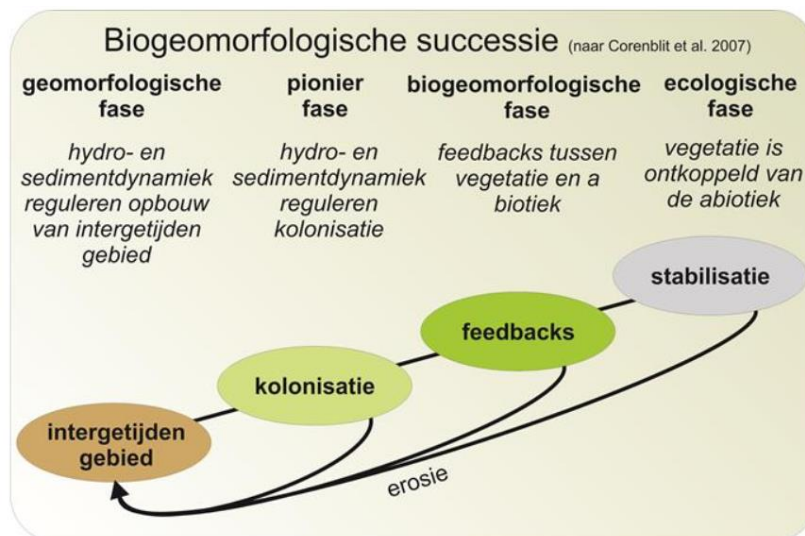 Biogeomorfologische successie (naar Corenblit et al. 2007)
geomorfologische
fase
hydro- en
sedimentdynamiek
reguleren opbouw
van intergetijden
gebied
pionier
fase
hydro- en
sedimentdynamiek
reguleren
kolonisatie
biogeomorfologische
fase
feedbacks tussen
vegetatie en a
biotiek
ecologische
fase
vegetatie is
ontkoppeld van
de abiotiek
stabilisatie
feedbacks
kolonisatie
intergetijden
gebied
erosie